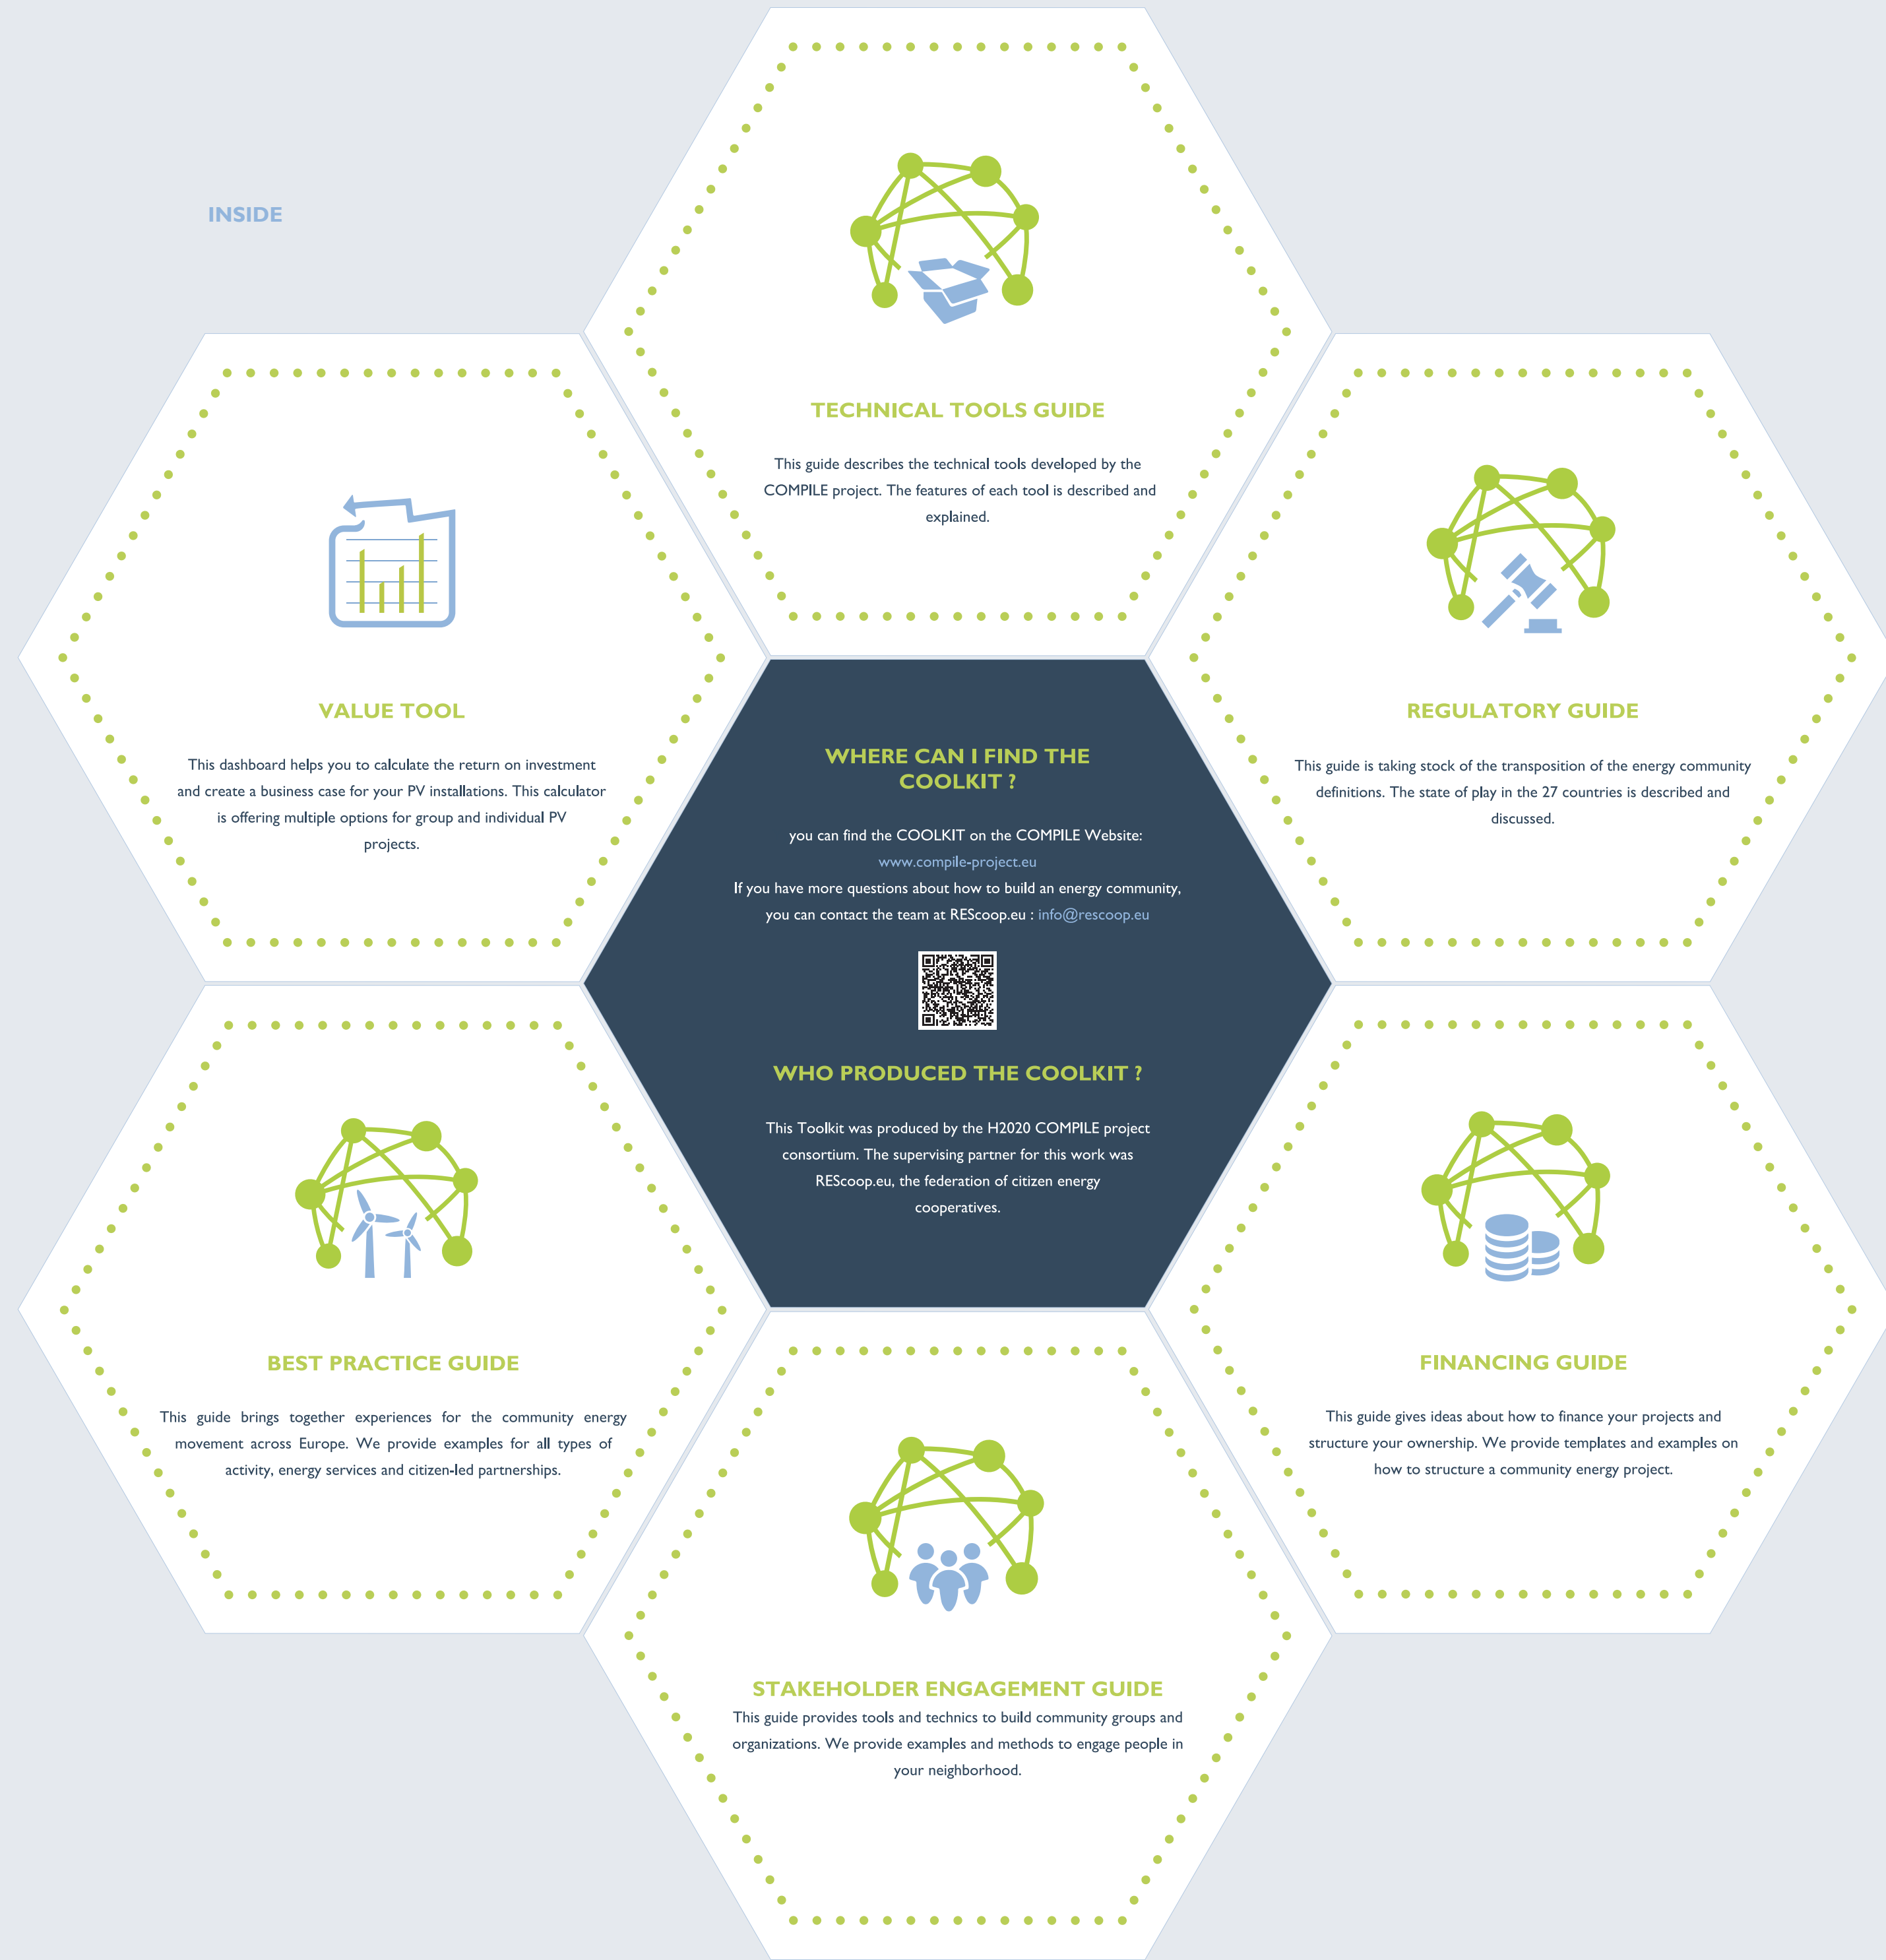 INSIDE
TECHNICAL TOOLS GUIDE
This guide describes the technical tools developed by the
COMPILE project. The features of each tool is described and
explained.
VALUE TOOL
This dashboard helps you to calculate the return on investment
and create a business case for your PV installations. This calculator
is offering multiple options for group and individual PV
projects.
REGULATORY GUIDE
This guide is taking stock of the transposition of the energy community
definitions. The state of play in the 27 countries is described and
discussed.
WHERE CAN I FIND THE
COOLKIT ?
you can find the COOLKIT on the COMPILE Website:
www.compile-project.eu
If you have more questions about how to build an energy community,
you can contact the team at REScoop.eu : info@rescoop.eu
WHO PRODUCED THE COOLKIT ?
This Toolkit was produced by the H2020 COMPILE project
consortium. The supervising partner for this work was
REScoop.eu, the federation of citizen energy
cooperatives.
BEST PRACTICE GUIDE
This guide brings together experiences for the community energy
movement across Europe. We provide examples for all types of
activity, energy services and citizen-led partnerships.
FINANCING GUIDE
This guide gives ideas about how to finance your projects and
structure your ownership. We provide templates and examples on
how to structure a community energy project.
STAKEHOLDER ENGAGEMENT GUIDE
This guide provides tools and technics to build community groups and
organizations. We provide examples and methods to engage people in
your neighborhood.